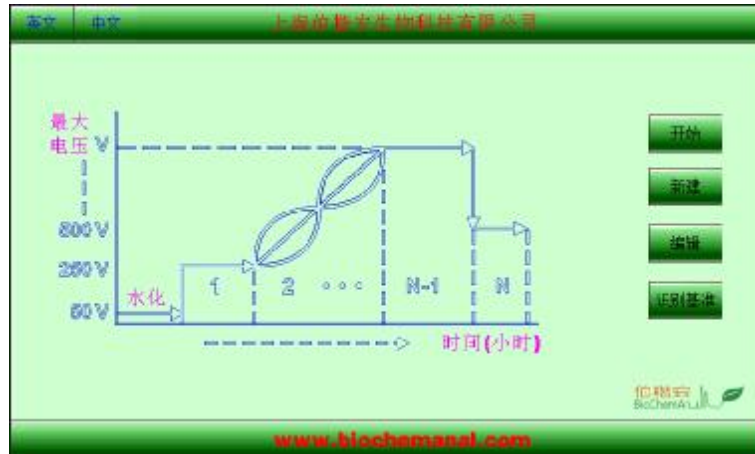 英文 中文 上海伯楷安生物科技有限公司
最大
电压 V
开始
新建
500 V
编辑
250 V
1 2 N-1 N
水化
识别基准
50 V
时间(小时)
伯楷安
BioChemAnal
www.biochemanal.com